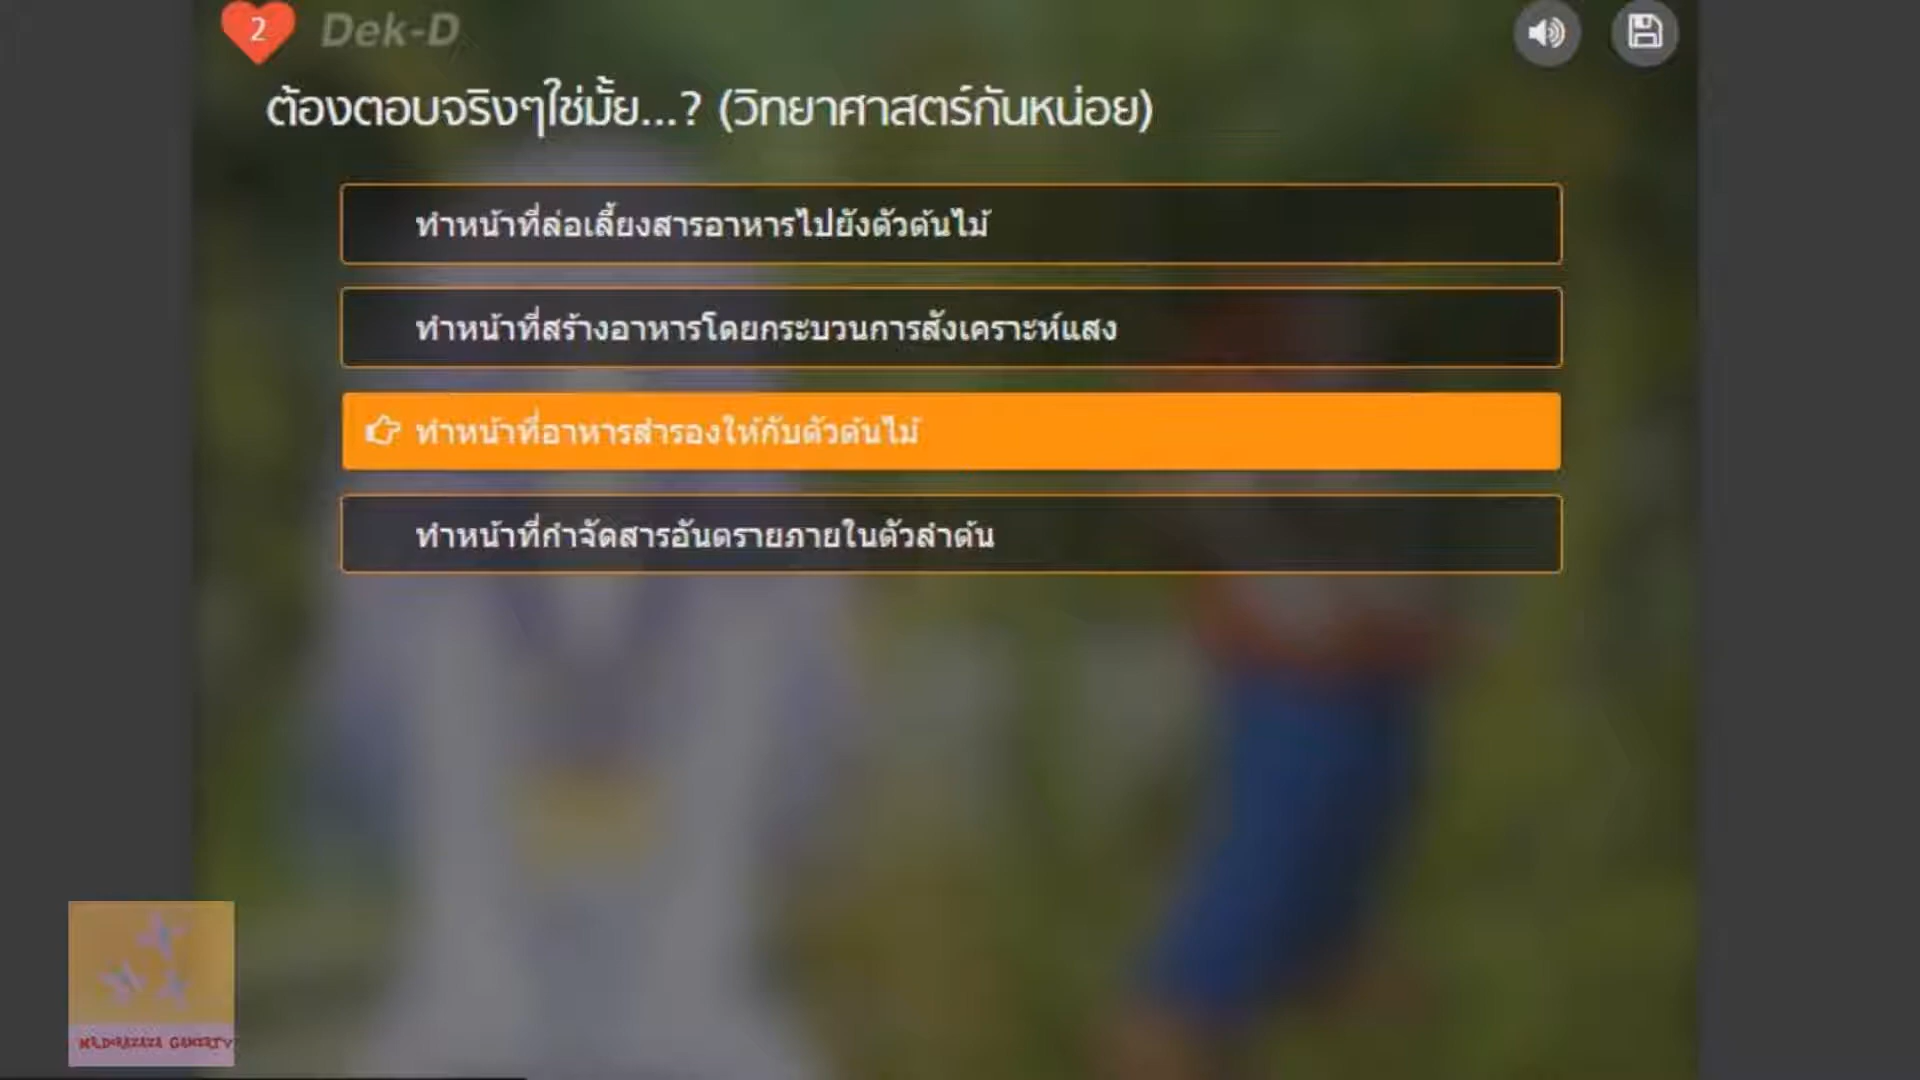 2
Dek-D
ต้องตอบจริงๆใช่มั้ย...? (วิทยาศาสตร์กันหน่อย)
ทำหน้าที่ล่อเลี้ยงสารอาหารไปยังตัวต้นไม้
ทำหน้าที่สร้างอาหารโดยกระบวนการสังเคราะห์แสง
ทำหน้าที่อาหารสำรองให้กับตัวต้นไม้
ทำหน้าที่กำจัดสารอันตรายภายในตัวลำต้น